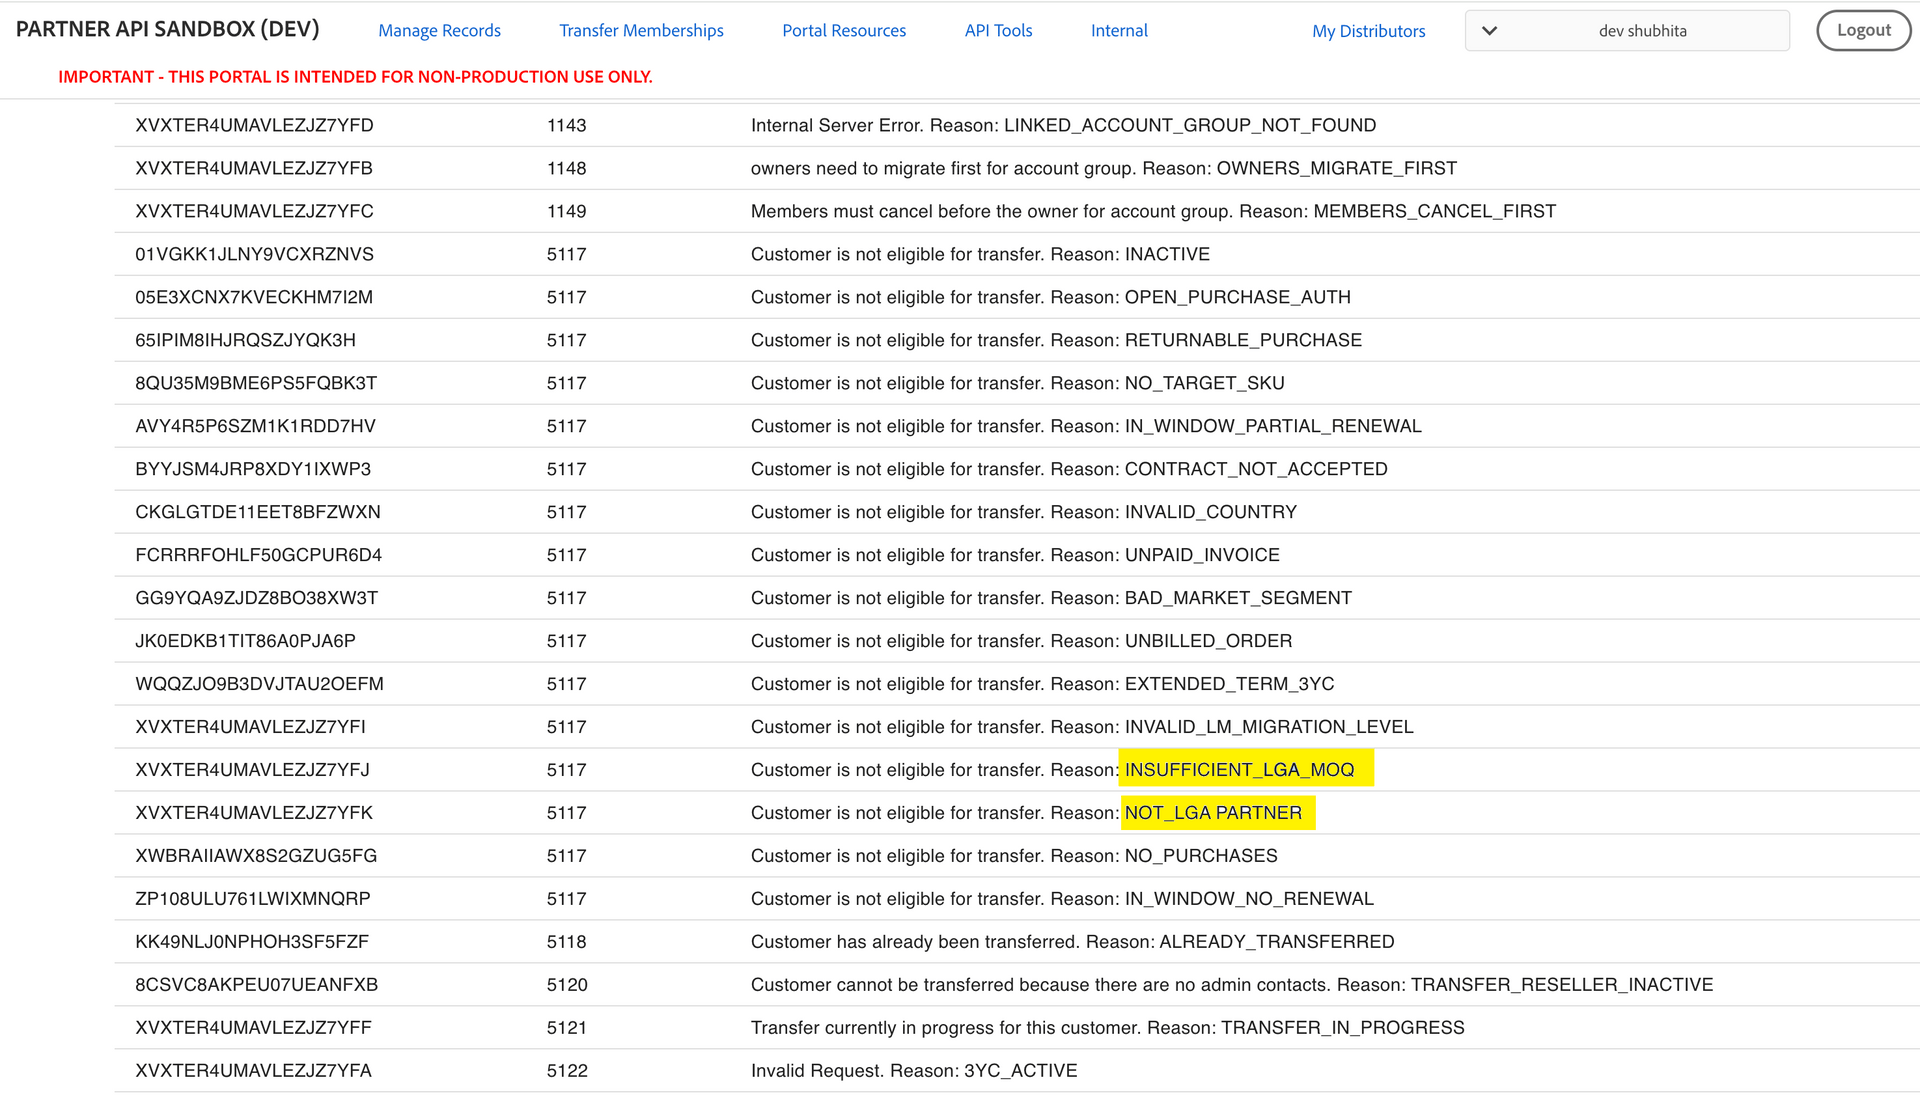 PARTNER API SANDBOX (DEV) Manage Records Transfer Memberships Portal Resources API Tools Internal My Distributors dev shubhita Logout
IMPORTANT - THIS PORTAL IS INTENDED FOR NON-PRODUCTION USE ONLY.
XVXTER4UMAVLEZJZ7YFD 1143 Internal Server Error. Reason: LINKED_ACCOUNT_GROUP_NOT_FOUND
XVXTER4UMAVLEZJZ7YFB 1148 owners need to migrate first for account group. Reason: OWNERS_MIGRATE_FIRST
XVXTER4UMAVLEZJZ7YFC 1149 Members must cancel before the owner for account group. Reason: MEMBERS_CANCEL_FIRST
01VGKK1JLNY9VCXRZNVS 5117 Customer is not eligible for transfer. Reason: INACTIVE
05E3XCNX7KVECKHM7I2M 5117 Customer is not eligible for transfer. Reason: OPEN_PURCHASE_AUTH
65IPIM8IHJRQSZJYQK3H 5117 Customer is not eligible for transfer. Reason: RETURNABLE_PURCHASE
8QU35M9BME6PS5FQBK3T 5117 Customer is not eligible for transfer. Reason: NO_TARGET_SKU
AVY4R5P6SZM1K1RDD7HV 5117 Customer is not eligible for transfer. Reason: IN_WINDOW_PARTIAL_RENEWAL
BYYJSM4JRP8XDY1IXWP3 5117 Customer is not eligible for transfer. Reason: CONTRACT_NOT_ACCEPTED
CKGLGTDE11EET8BFZWXN 5117 Customer is not eligible for transfer. Reason: INVALID_COUNTRY
FCRRRFOHLF50GCPUR6D4 5117 Customer is not eligible for transfer. Reason: UNPAID_INVOICE
GG9YQA9ZJDZ8BO38XW3T 5117 Customer is not eligible for transfer. Reason: BAD_MARKET_SEGMENT
JK0EDKB1TIT86A0PJA6P 5117 Customer is not eligible for transfer. Reason: UNBILLED_ORDER
WQQZJO9B3DVJTAU2OEFM 5117 Customer is not eligible for transfer. Reason: EXTENDED_TERM_3YC
XVXTER4UMAVLEZJZ7YFI 5117 Customer is not eligible for transfer. Reason: INVALID_LM_MIGRATION_LEVEL
XVXTER4UMAVLEZJZ7YFJ 5117 Customer is not eligible for transfer. Reason: INSUFFICIENT_LGA_MOQ
XVXTER4UMAVLEZJZ7YFK 5117 Customer is not eligible for transfer. Reason: NOT_LGA PARTNER
XWBRAIIAWX8S2GZUG5FG 5117 Customer is not eligible for transfer. Reason: NO_PURCHASES
ZP108ULU761LWIXMNQRP 5117 Customer is not eligible for transfer. Reason: IN_WINDOW_NO_RENEWAL
KK49NLJ0NPHOH3SF5FZF 5118 Customer has already been transferred. Reason: ALREADY_TRANSFERRED
8CSVC8AKPEU07UEANFXB 5120 Customer cannot be transferred because there are no admin contacts. Reason: TRANSFER_RESELLER_INACTIVE
XVXTER4UMAVLEZJZ7YFF 5121 Transfer currently in progress for this customer. Reason: TRANSFER_IN_PROGRESS
XVXTER4UMAVLEZJZ7YFA 5122 Invalid Request. Reason: 3YC_ACTIVE